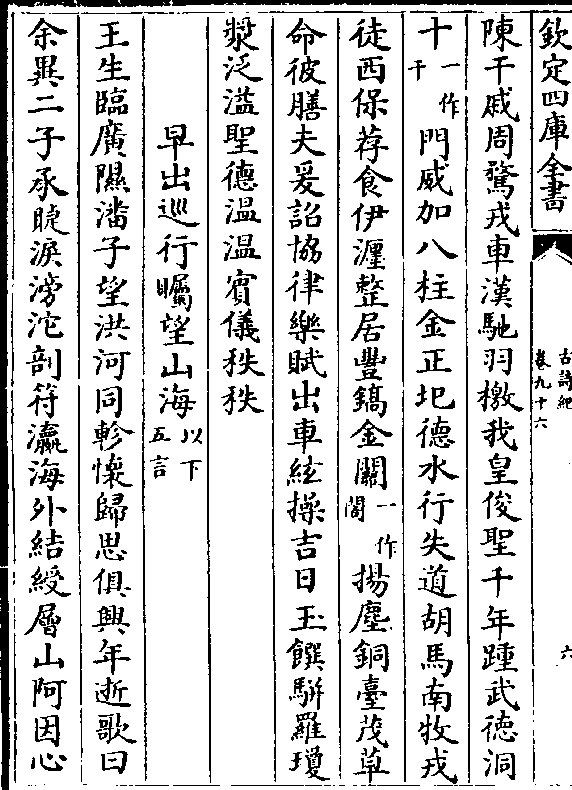 欽定四庫全書
古詩紀
卷九十六
六
陳干戚周驚戎車漢馳羽檄我皇俊聖千年踵武德洞
十一作干門威加八柱金正圯德水行失道胡馬南牧戎
徒西保荐食伊瀍整居豐鎬金關一作閣揚塵銅臺茂草
命彼膳夫爰詔協律樂賦出車絃操吉日玉饌駢羅瓊
漿泛溢聖德温温賓儀秩秩
早出巡行矚望山海以下五言
王生臨廣隰潘子望洪河同軫懷歸思俱興年逝歌曰
余異二子承睫淚滂沱剖符瀛海外結綬層山阿因心